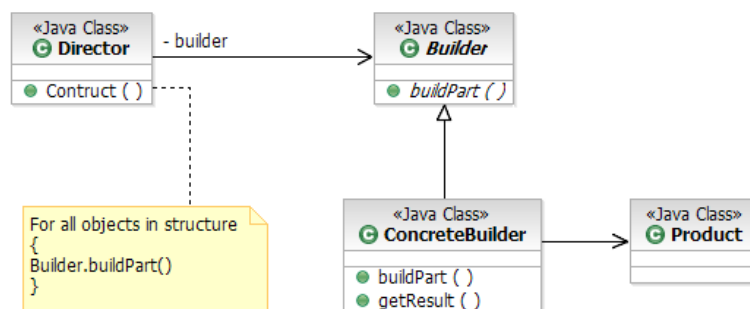 «Java Class»
Director
Contruct ( )
- builder
«Java Class»
Builder
buildPart ( )
For all objects in structure
{
Builder.buildPart()
}
«Java Class»
ConcreteBuilder
buildPart ( )
getResult ( )
«Java Class»
Product